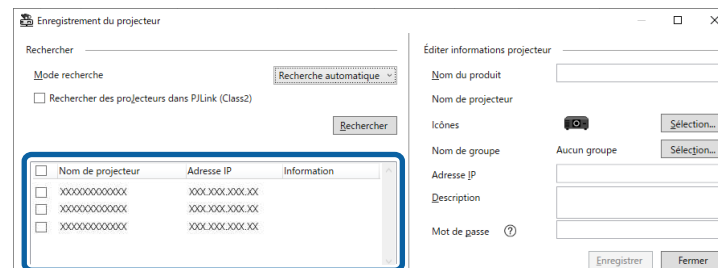 Enregistrement du projecteur
Rechercher
Mode recherche
Recherche automatique
Rechercher des projecteurs dans PJLink (Class2)
Rechercher
Nom de projecteur Adresse IP Information
XXXXXXXXXXXX XXX.XXX.XXX.XX
XXXXXXXXXXXX XXX.XXX.XXX.XX
XXXXXXXXXXXX XXX.XXX.XXX.XX
Éditer informations projecteur
Nom du produit
Nom de projecteur
Icônes Sélection...
Nom de groupe Aucun groupe Sélection...
Adresse IP
Description
Mot de passe ?
Enregistrer Fermer